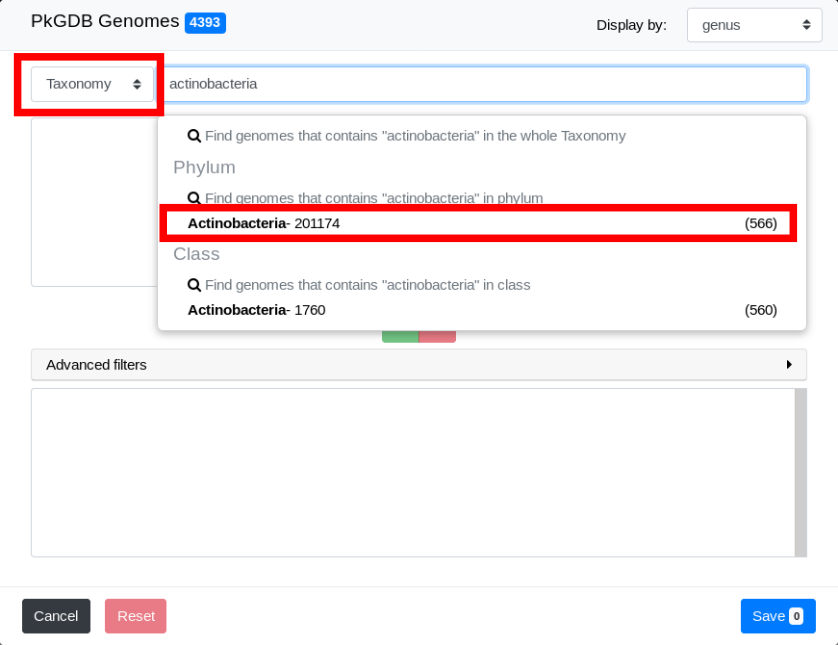 PkGDB Genomes 4393
Display by: genus
Taxonomy actinobacteria
Find genomes that contains "actinobacteria" in the whole Taxonomy
Phylum
Find genomes that contains "actinobacteria" in phylum
Actinobacteria- 201174 (566)
Class
Find genomes that contains "actinobacteria" in class
Actinobacteria- 1760 (560)
Advanced filters
Cancel Reset Save 0